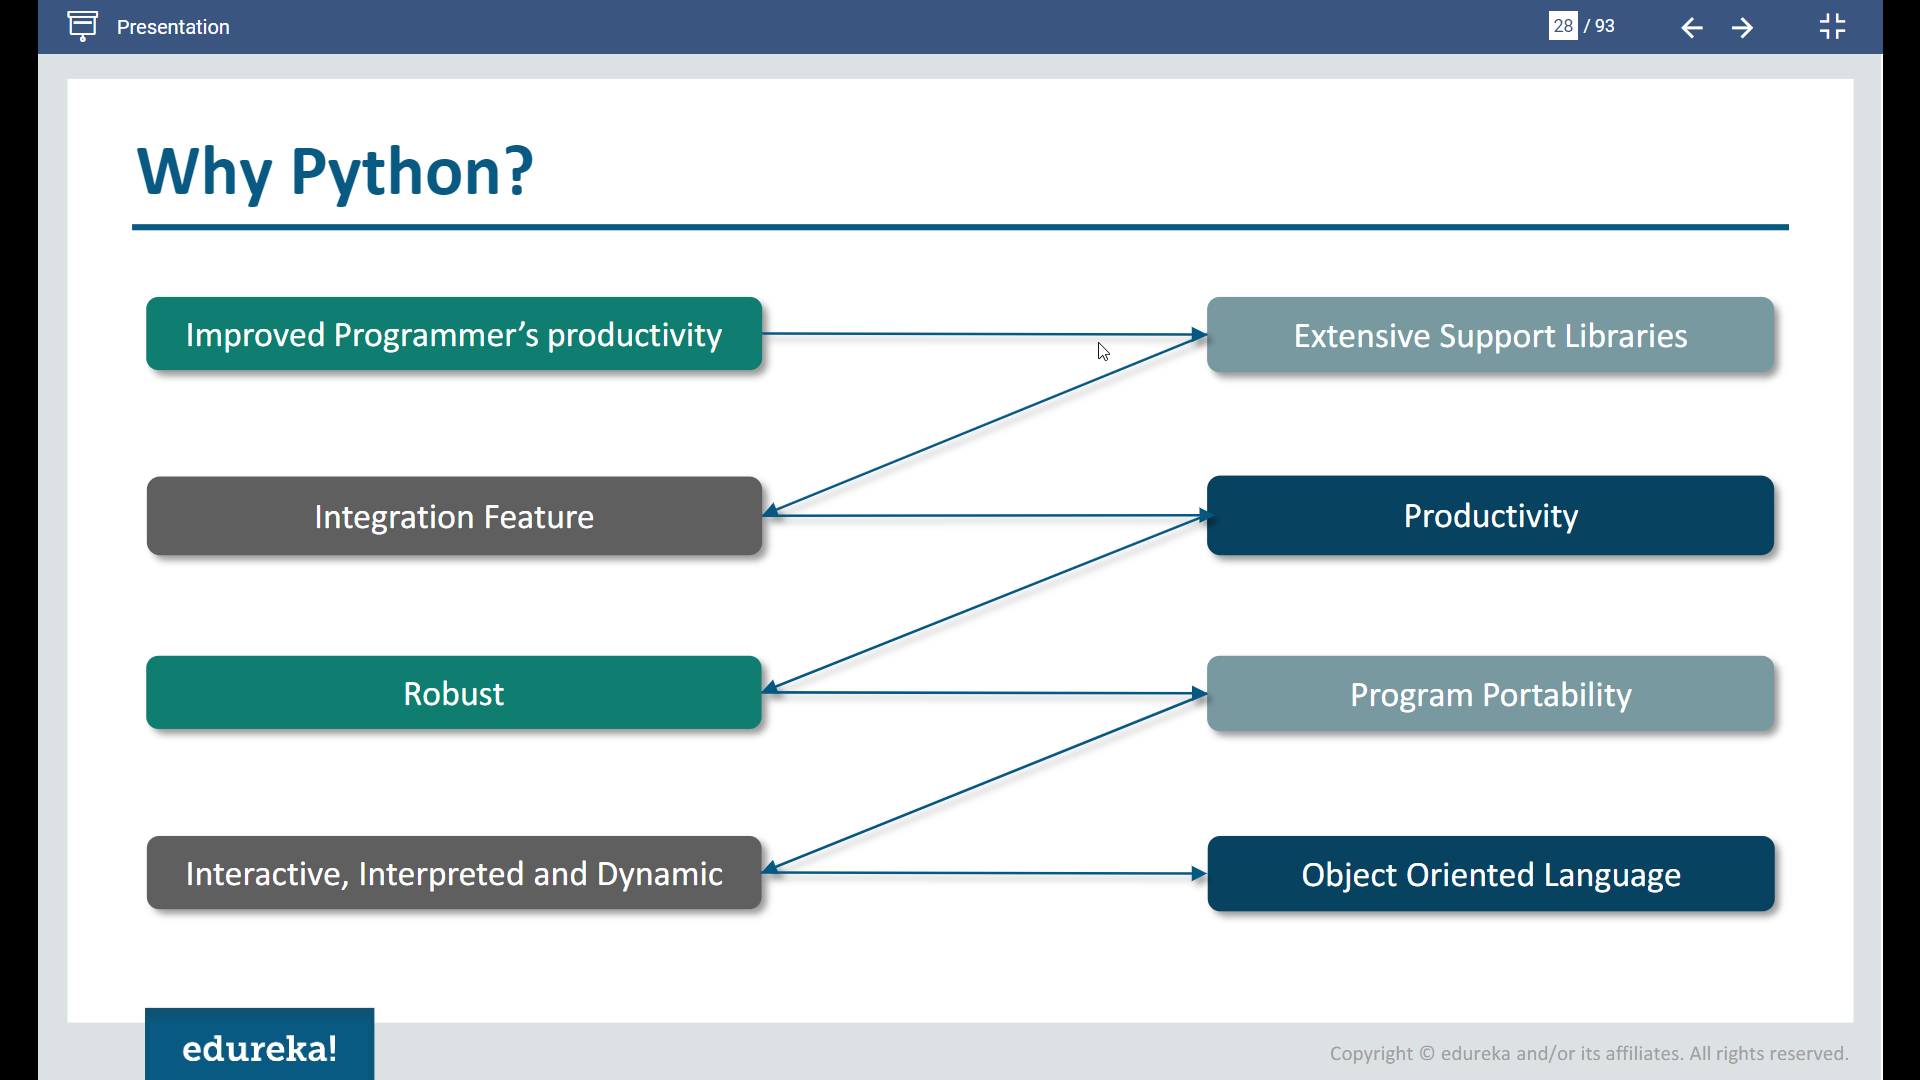 Presentation
28 / 93
Why Python?
Improved Programmer’s productivity
Extensive Support Libraries
Integration Feature
Productivity
Robust
Program Portability
Interactive, Interpreted and Dynamic
Object Oriented Language
edureka!
Copyright © edureka and/or its affiliates. All rights reserved.